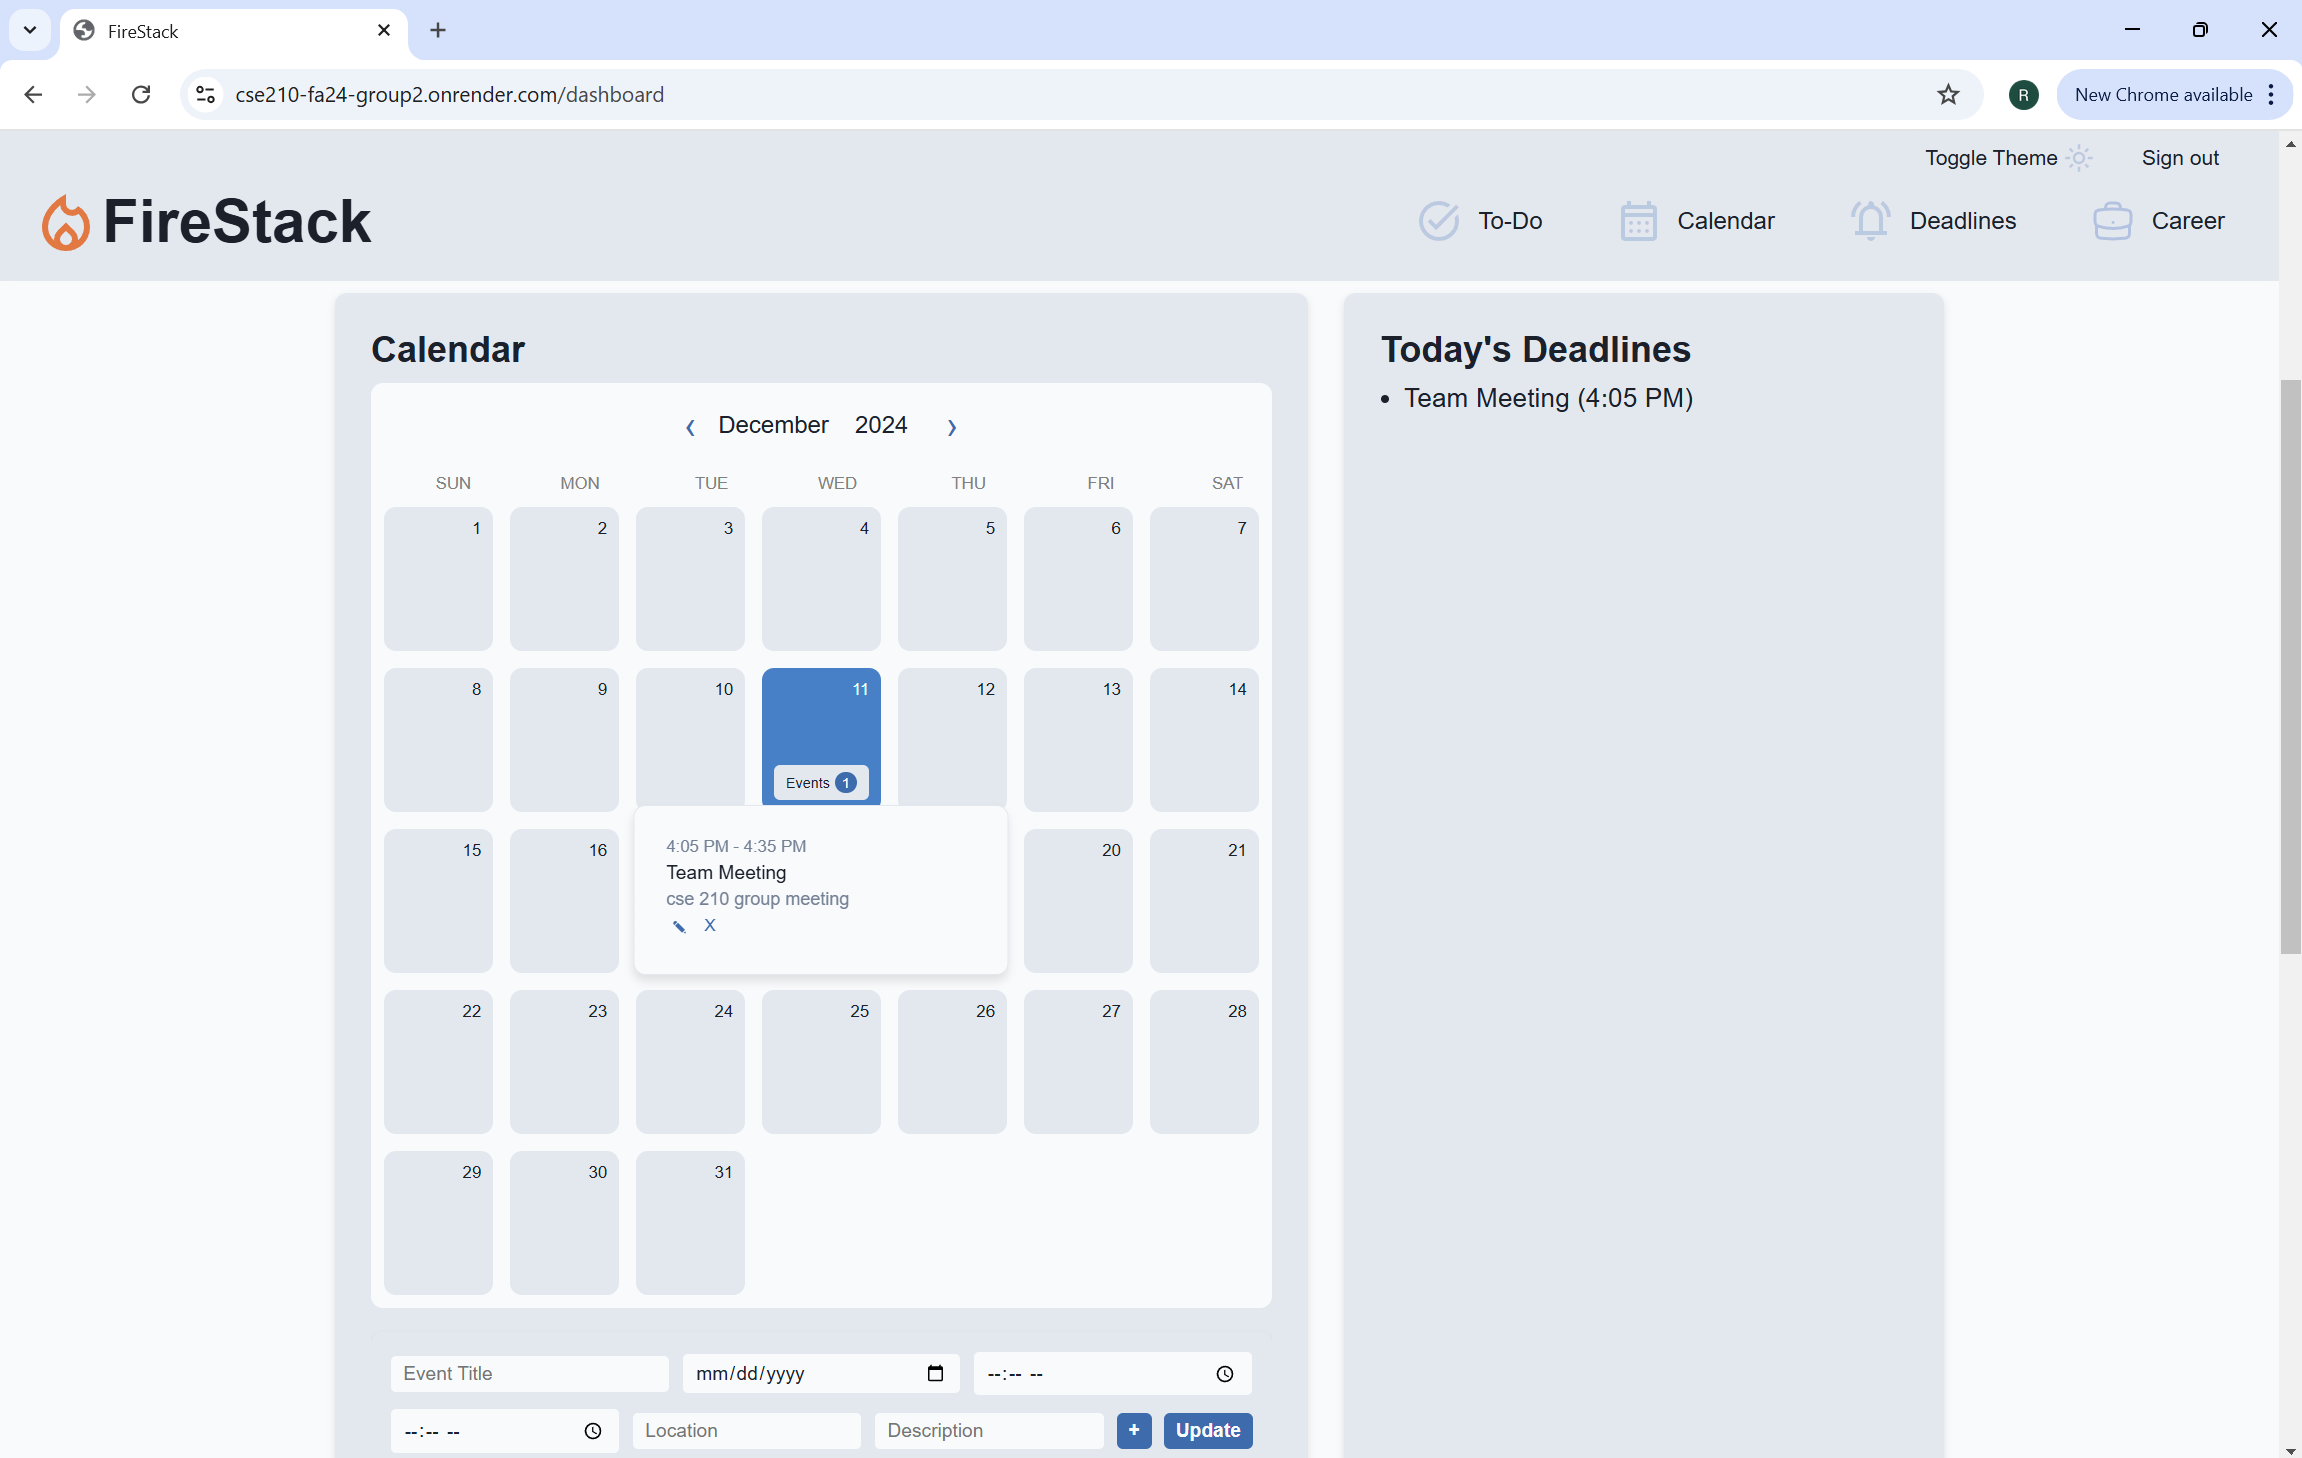 FireStack
cse210-fa24-group2.onrender.com/dashboard
R
New Chrome available
Toggle Theme
Sign out
FireStack
To-Do
Calendar
Deadlines
Career
Calendar
‹ December 2024 ›
SUN MON TUE WED THU FRI SAT
1 2 3 4 5 6 7
8 9 10 11 12 13 14
Events 1
15 16 20 21
4:05 PM - 4:35 PM
Team Meeting
cse 210 group meeting
X
22 23 24 25 26 27 28
29 30 31
Event Title
mm/dd/yyyy
--:-- --
--:-- --
Location
Description
+
Update
Today's Deadlines
• Team Meeting (4:05 PM)